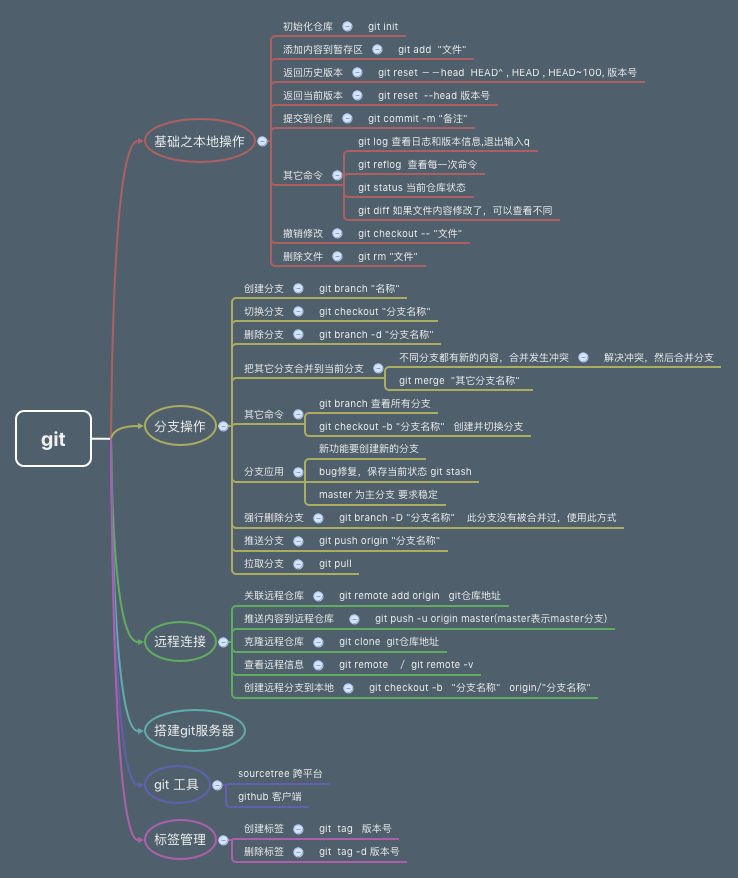 git
基础之本地操作
初始化仓库 git init
添加内容到暂存区 git add "文件"
返回历史版本 git reset －－head HEAD^ , HEAD , HEAD~100, 版本号
返回当前版本 git reset --head 版本号
提交到仓库 git commit -m "备注"
其它命令
git log 查看日志和版本信息,退出输入q
git reflog 查看每一次命令
git status 当前仓库状态
git diff 如果文件内容修改了，可以查看不同
撤销修改 git checkout -- "文件"
删除文件 git rm "文件"
分支操作
创建分支 git branch "名称"
切换分支 git checkout "分支名称"
删除分支 git branch -d "分支名称"
把其它分支合并到当前分支
不同分支都有新的内容，合并发生冲突 解决冲突，然后合并分支
git merge "其它分支名称"
其它命令
git branch 查看所有分支
git checkout -b "分支名称" 创建并切换分支
分支应用
新功能要创建新的分支
bug修复，保存当前状态 git stash
master 为主分支 要求稳定
强行删除分支 git branch -D "分支名称" 此分支没有被合并过，使用此方式
推送分支 git push origin "分支名称"
拉取分支 git pull
远程连接
关联远程仓库 git remote add origin git仓库地址
推送内容到远程仓库 git push -u origin master(master表示master分支)
克隆远程仓库 git clone git仓库地址
查看远程信息 git remote / git remote -v
创建远程分支到本地 git checkout -b "分支名称" origin/"分支名称"
搭建git服务器
git 工具
sourcetree 跨平台
github 客户端
标签管理
创建标签 git tag 版本号
删除标签 git tag -d 版本号